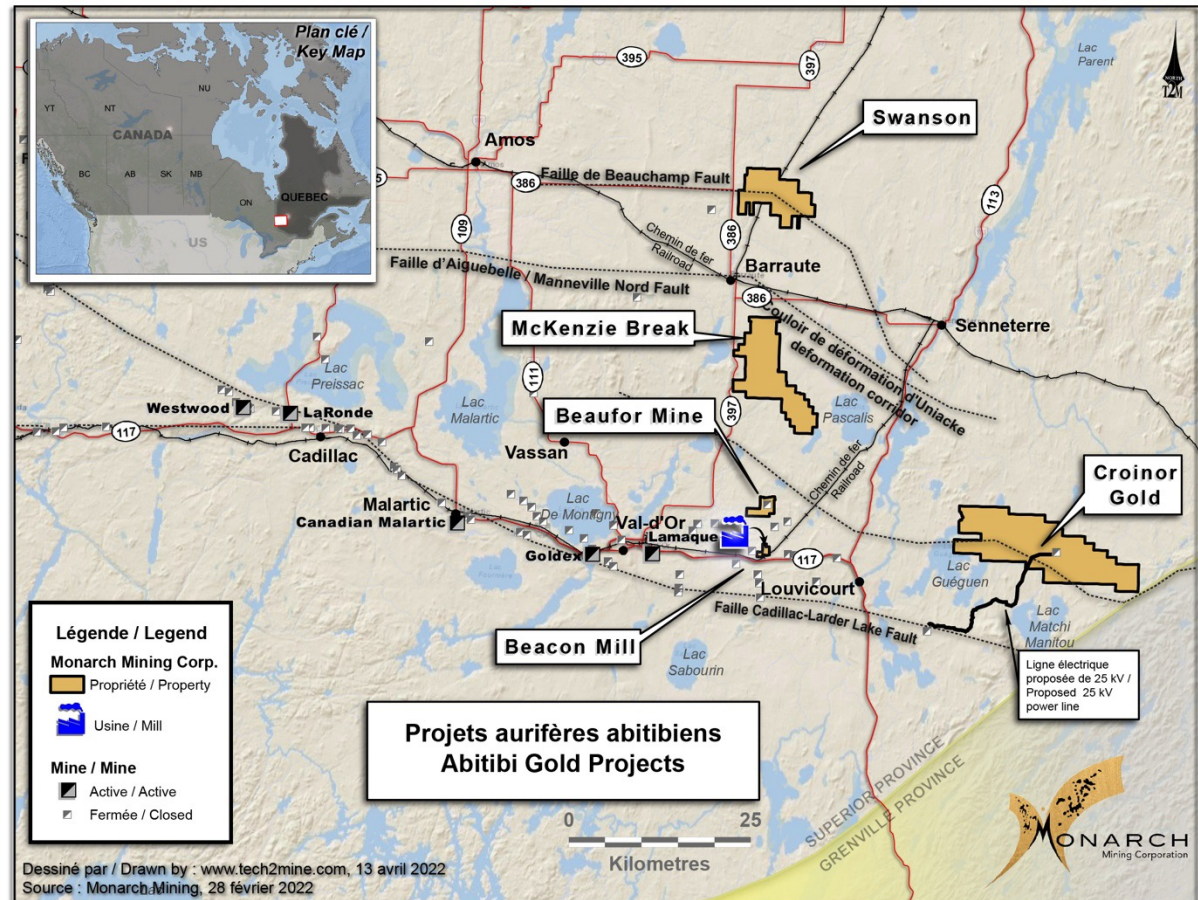 Plan clé /
Key Map
YT
NT
NU
CANADA
BC
AB
SK
MB
ON
QUEBEC
US
395
397
Lac
Parent
NORTH
T2M
Swanson
Amos
386
Faille de Beauchamp Fault
109
113
386
Chemin de fer
Railroad
Barraute
Faille d'Aiguebelle / Manneville Nord Fault
386
Senneterre
McKenzie Break
Couloir de déformation d'Uniacke
deformation corridor
Lac
Preissac
Lac
Malartic
111
Beaufor Mine
397
Lac
Pascalis
Westwood
LaRonde
117
Cadillac
Vassan
Chemin de fer
Railroad
Croinor
Gold
Malartic
Canadian Malartic
Lac
De Montigny
Val-d'Or
Lamaque
Goldex
117
Louvicourt
Lac
Guéguen
Faille Cadillac-Larder Lake Fault
Lac
Matchi
Manitou
Beacon Mill
Lac
Sabourin
Ligne électrique
proposée de 25 kV /
Proposed 25 kV
power line
Légende / Legend
Monarch Mining Corp.
Propriété / Property
Usine / Mill
Mine / Mine
Active / Active
Fermée / Closed
Projets aurifères abitibiens
Abitibi Gold Projects
0 25
Kilometres
SUPERIOR PROVINCE
GRENVILLE PROVINCE
MONARCH
Mining Corporation
Dessiné par / Drawn by : www.tech2mine.com, 13 avril 2022
Source : Monarch Mining, 28 février 2022